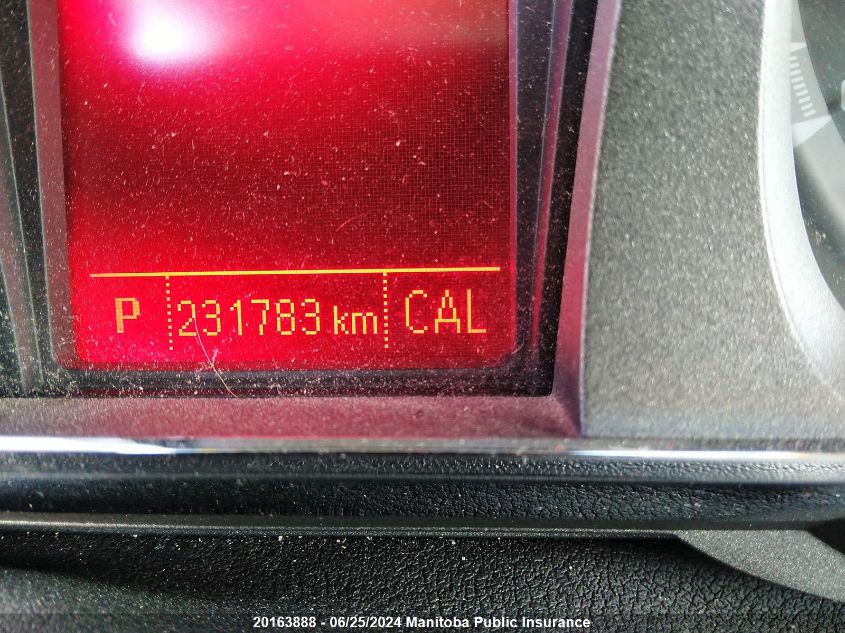 P 231783 km CAL
20163888 - 06/25/2024 Manitoba Public Insurance